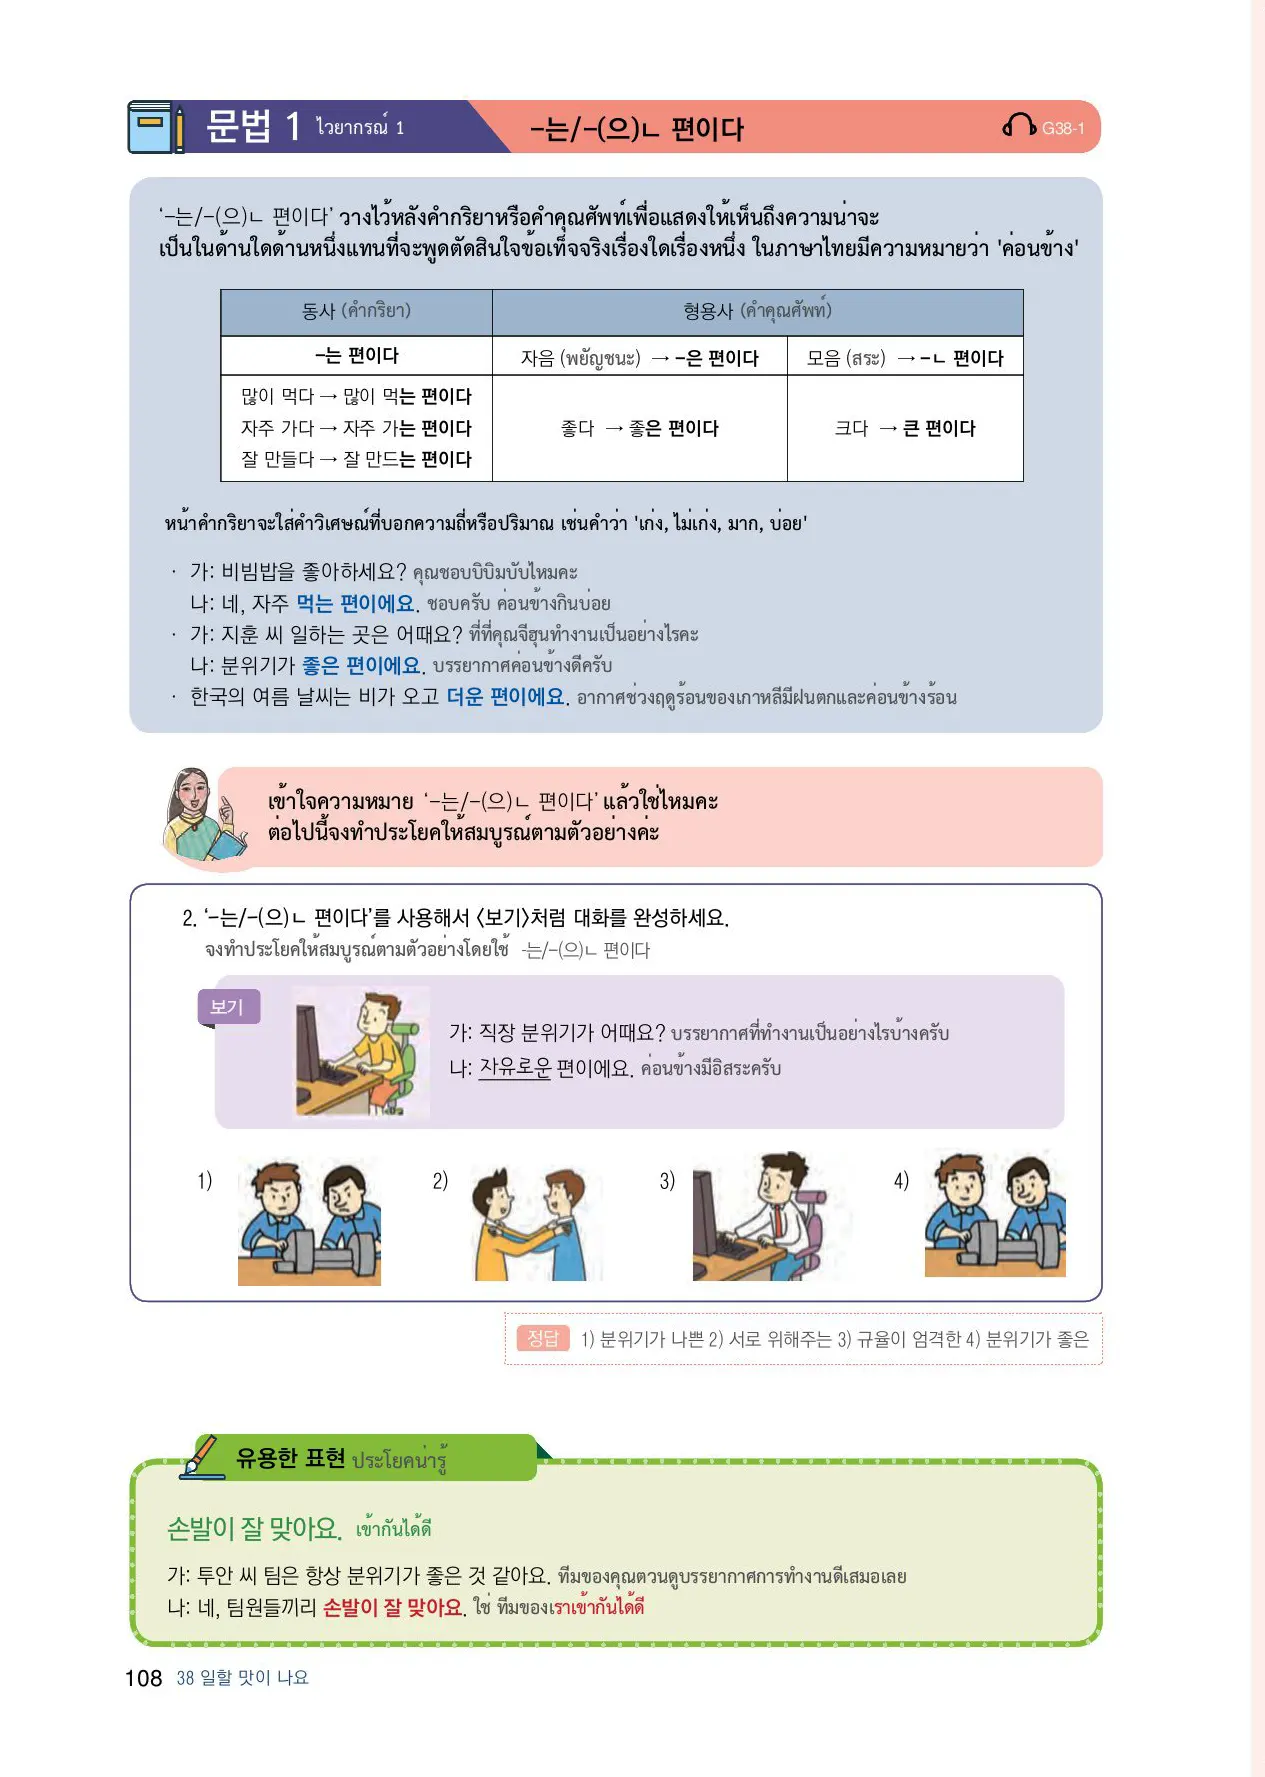 문법 1 ไวยากรณ์ 1
-는/-(으)ㄴ 편이다
G38-1
‘-는/-(으)ㄴ 편이다’ วางไว้หลังคำกริยาหรือคำคุณศัพท์เพื่อแสดงให้เห็นถึงความน่าจะ
เป็นในด้านใดด้านหนึ่งแทนที่จะพูดตัดสินใจข้อเท็จจริงเรื่องใดเรื่องหนึ่ง ในภาษาไทยมีความหมายว่า 'ค่อนข้าง'
동사 (คำกริยา)
형용사 (คำคุณศัพท์)
-는 편이다
자음 (พยัญชนะ) → -은 편이다
모음 (สระ) → -ㄴ 편이다
많이 먹다 → 많이 먹는 편이다
자주 가다 → 자주 가는 편이다
잘 만들다 → 잘 만드는 편이다
좋다 → 좋은 편이다
크다 → 큰 편이다
หน้าคำกริยาจะใส่คำวิเศษณ์ที่บอกความถี่หรือปริมาณ เช่นคำว่า 'เก่ง, ไม่เก่ง, มาก, บ่อย'
· 가: 비빔밥을 좋아하세요? คุณชอบบิบิมบับไหมคะ
나: 네, 자주 먹는 편이에요. ชอบครับ ค่อนข้างกินบ่อย
· 가: 지훈 씨 일하는 곳은 어때요? ที่ที่คุณจีฮุนทำงานเป็นอย่างไรคะ
나: 분위기가 좋은 편이에요. บรรยากาศค่อนข้างดีครับ
· 한국의 여름 날씨는 비가 오고 더운 편이에요. อากาศช่วงฤดูร้อนของเกาหลีมีฝนตกและค่อนข้างร้อน
เข้าใจความหมาย ‘-는/-(으)ㄴ 편이다’ แล้วใช่ไหมคะ
ต่อไปนี้จงทำประโยคให้สมบูรณ์ตามตัวอย่างค่ะ
2. ‘-는/-(으)ㄴ 편이다’를 사용해서 〈보기〉처럼 대화를 완성하세요.
จงทำประโยคให้สมบูรณ์ตามตัวอย่างโดยใช้ -는/-(으)ㄴ 편이다
보기
가: 직장 분위기가 어때요? บรรยากาศที่ทำงานเป็นอย่างไรบ้างครับ
나: 자유로운 편이에요. ค่อนข้างมีอิสระครับ
1)
2)
3)
4)
정답 1) 분위기가 나쁜 2) 서로 위해주는 3) 규율이 엄격한 4) 분위기가 좋은
유용한 표현 ประโยคน่ารู้
손발이 잘 맞아요. เข้ากันได้ดี
가: 투안 씨 팀은 항상 분위기가 좋은 것 같아요. ทีมของคุณตวนดูบรรยากาศการทำงานดีเสมอเลย
나: 네, 팀원들끼리 손발이 잘 맞아요. ใช่ ทีมของเราเข้ากันได้ดี
108 38 일할 맛이 나요